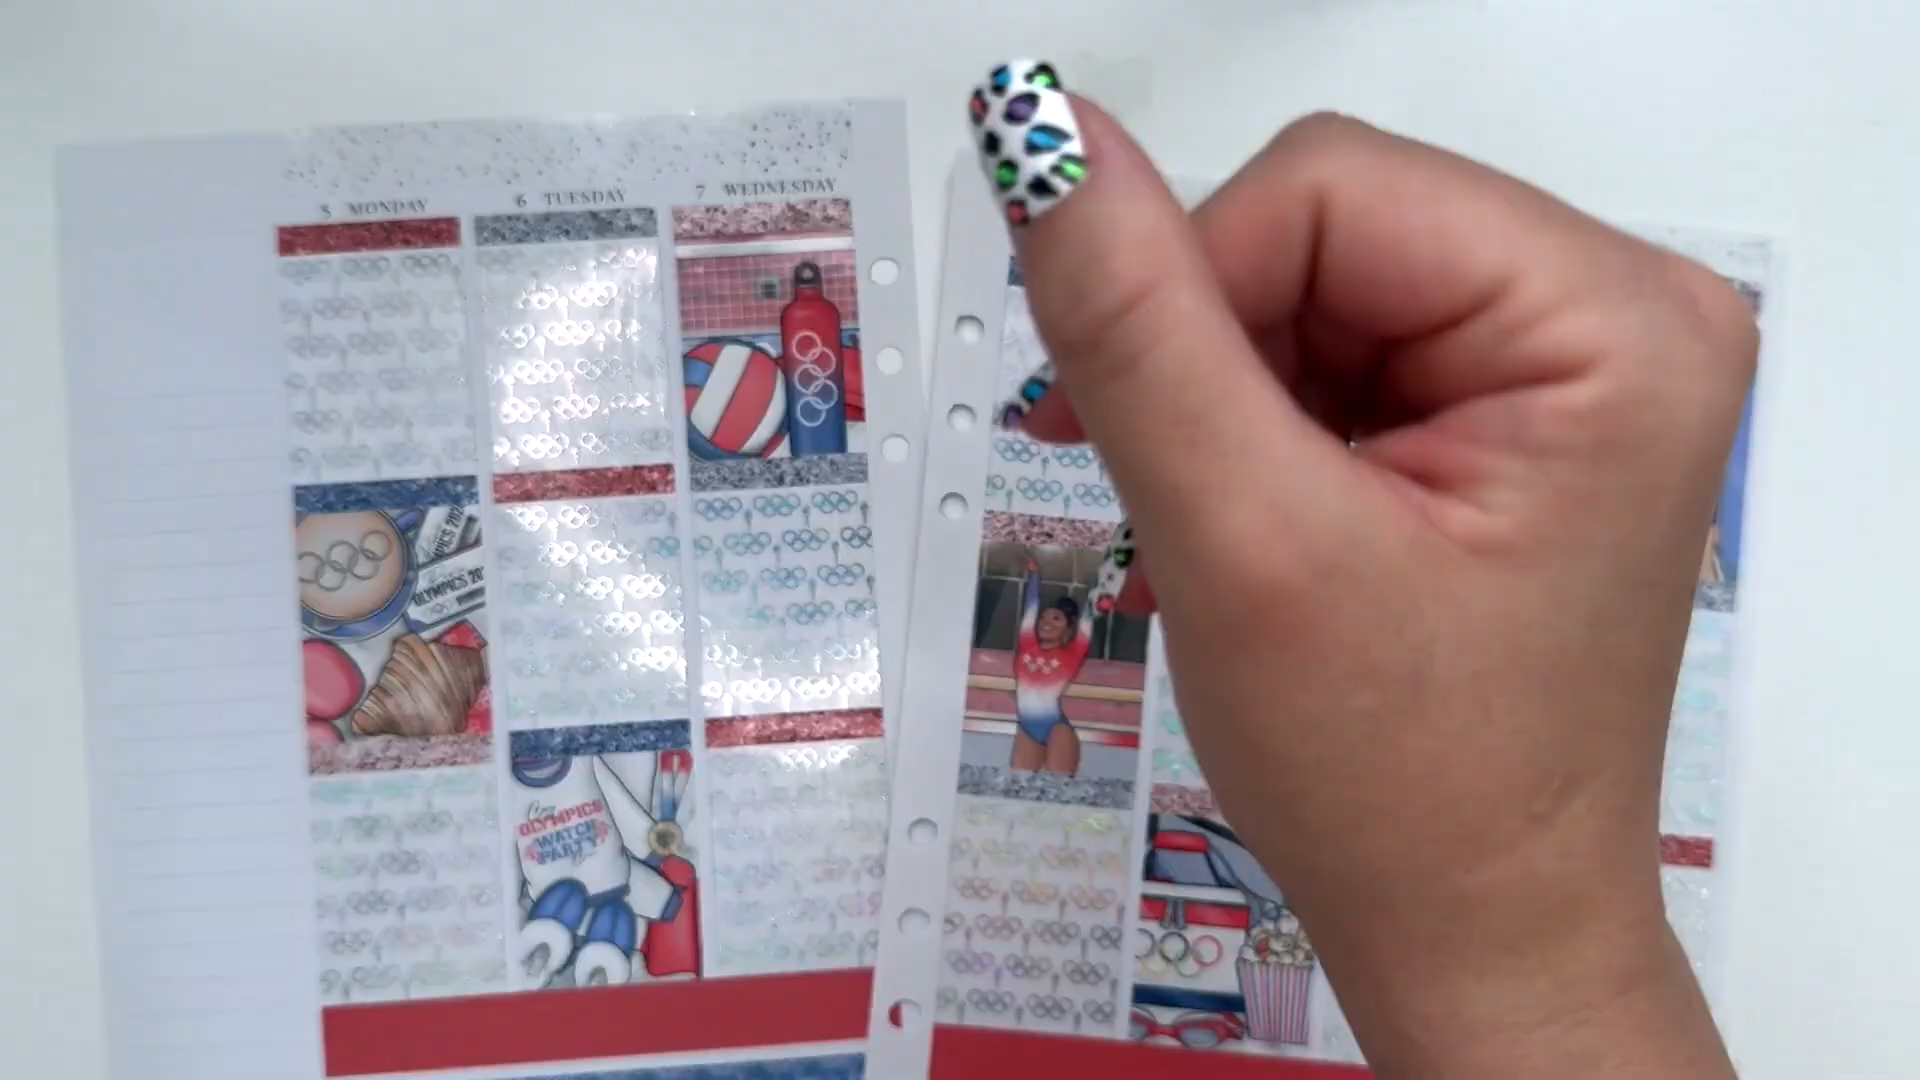 5 MONDAY
6 TUESDAY
7 WEDNESDAY
OLYMPICS
WATCH
PARTY